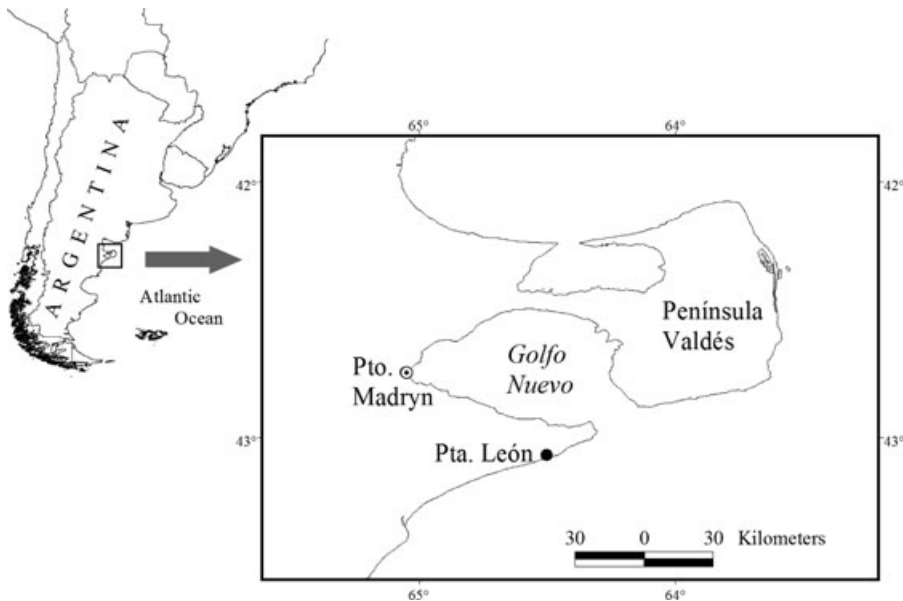 ARGENTINA
Atlantic
Ocean
65°
64°
42°
42°
Península
Valdés
Golfo
Nuevo
Pto.
Madryn
43°
43°
Pta. León
30 0 30 Kilometers
65°
64°